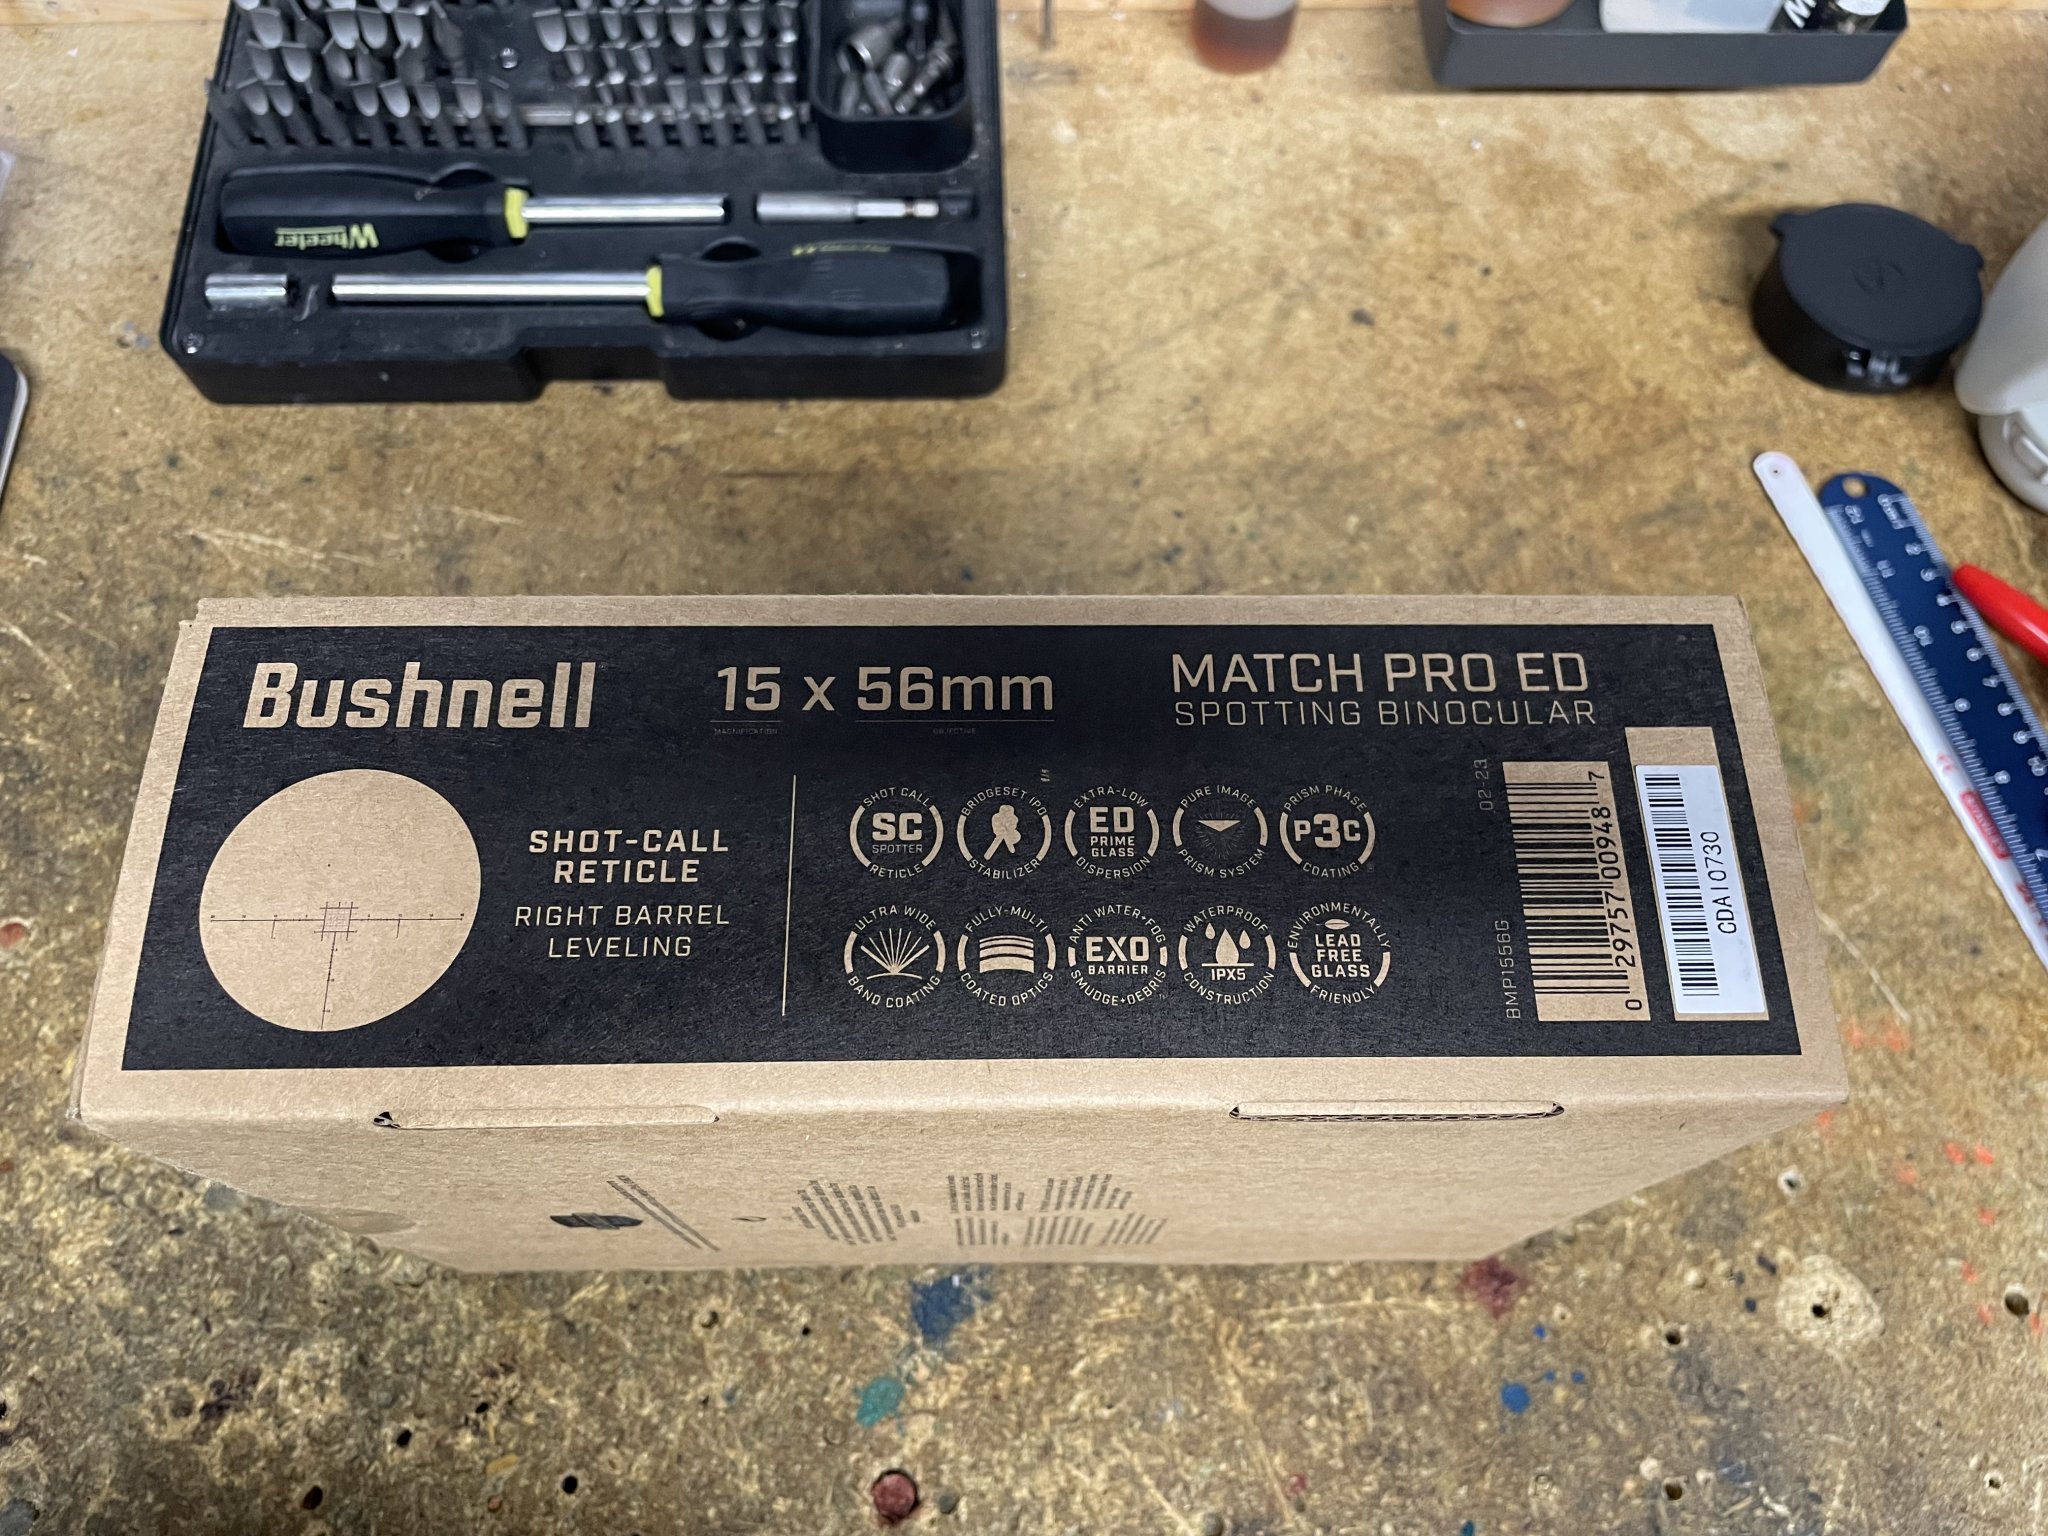 Wheeler
Bushnell
15 x 56mm
MAGNIFICATION
OBJECTIVE
MATCH PRO ED
SPOTTING BINOCULAR
SHOT-CALL
RETICLE
RIGHT BARREL
LEVELING
SHOT CALL
SC
SPOTTER
RETICLE
BRIDGESET IPD
STABILIZER
EXTRA-LOW
ED
PRIME
GLASS
DISPERSION
PURE IMAGE
PRISM SYSTEM
PRISM PHASE
P3C
COATING
ULTRA WIDE
BAND COATING
FULLY-MULTI
COATED OPTICS
ANTI WATER+FOG
EXO
BARRIER
SMUDGE+DEBRIS
WATERPROOF
IPX5
CONSTRUCTION
ENVIRONMENTALLY
LEAD
FREE
GLASS
FRIENDLY
02-23
BMP1556G
0 29757 00948 7
CDA10730